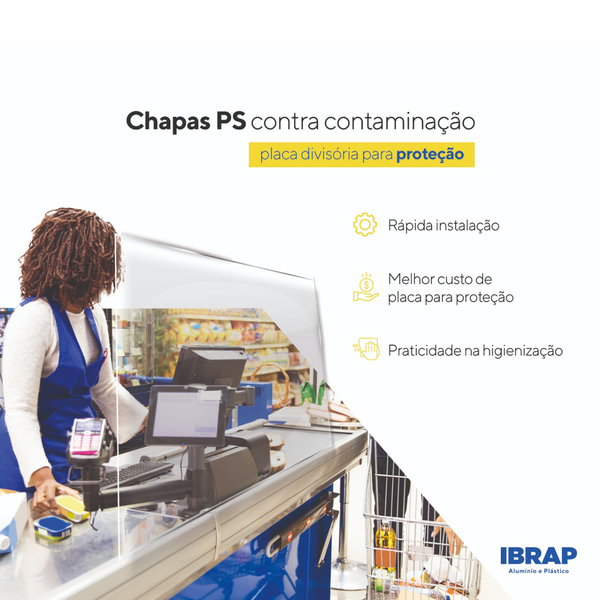 Chapas PS contra contaminação
placa divisória para proteção
Rápida instalação
Melhor custo de
placa para proteção
Praticidade na higienização
IBRAP
Alumínio e Plástico